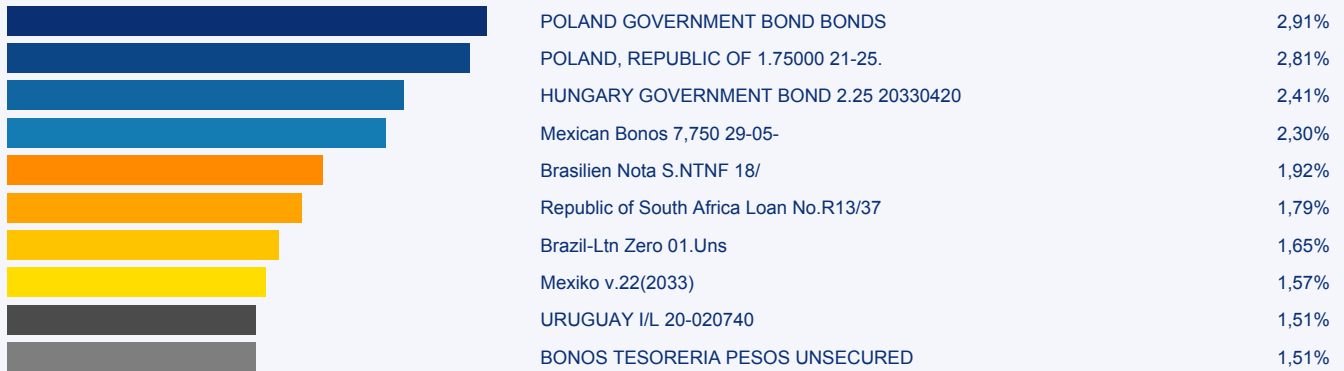 POLAND GOVERNMENT BOND BONDS 2,91%
POLAND, REPUBLIC OF 1.75000 21-25. 2,81%
HUNGARY GOVERNMENT BOND 2.25 20330420 2,41%
Mexican Bonos 7,750 29-05- 2,30%
Brasilien Nota S.NTNF 18/ 1,92%
Republic of South Africa Loan No.R13/37 1,79%
Brazil-Ltn Zero 01.Uns 1,65%
Mexiko v.22(2033) 1,57%
URUGUAY I/L 20-020740 1,51%
BONOS TESORERIA PESOS UNSECURED 1,51%